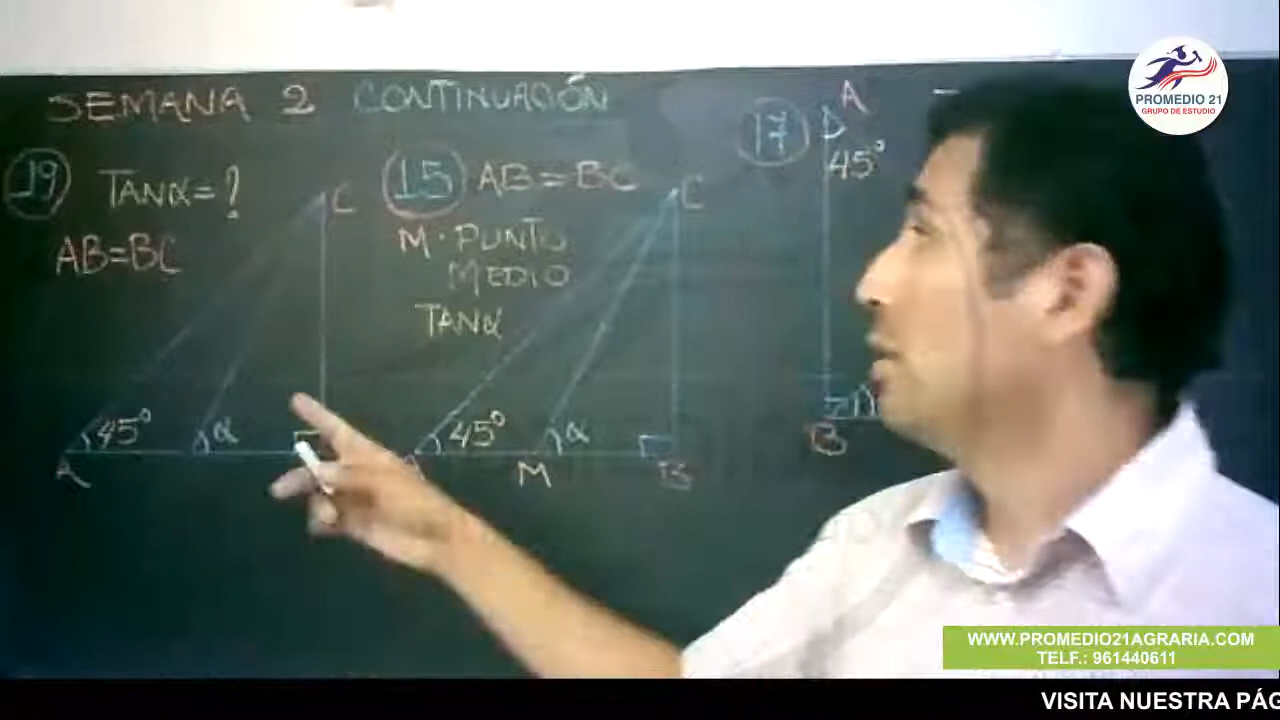 SEMANA 2 CONTINUACIÓN
19 TANα=?
AB=BC
C
45°
α
A
15 AB=BC
M. PUNTO
MEDIO
TANα
C
45°
α
M
B
17
A
45°
B
PROMEDIO 21
GRUPO DE ESTUDIO
WWW.PROMEDIO21AGRARIA.COM
TELF.: 961440611
VISITA NUESTRA PÁG